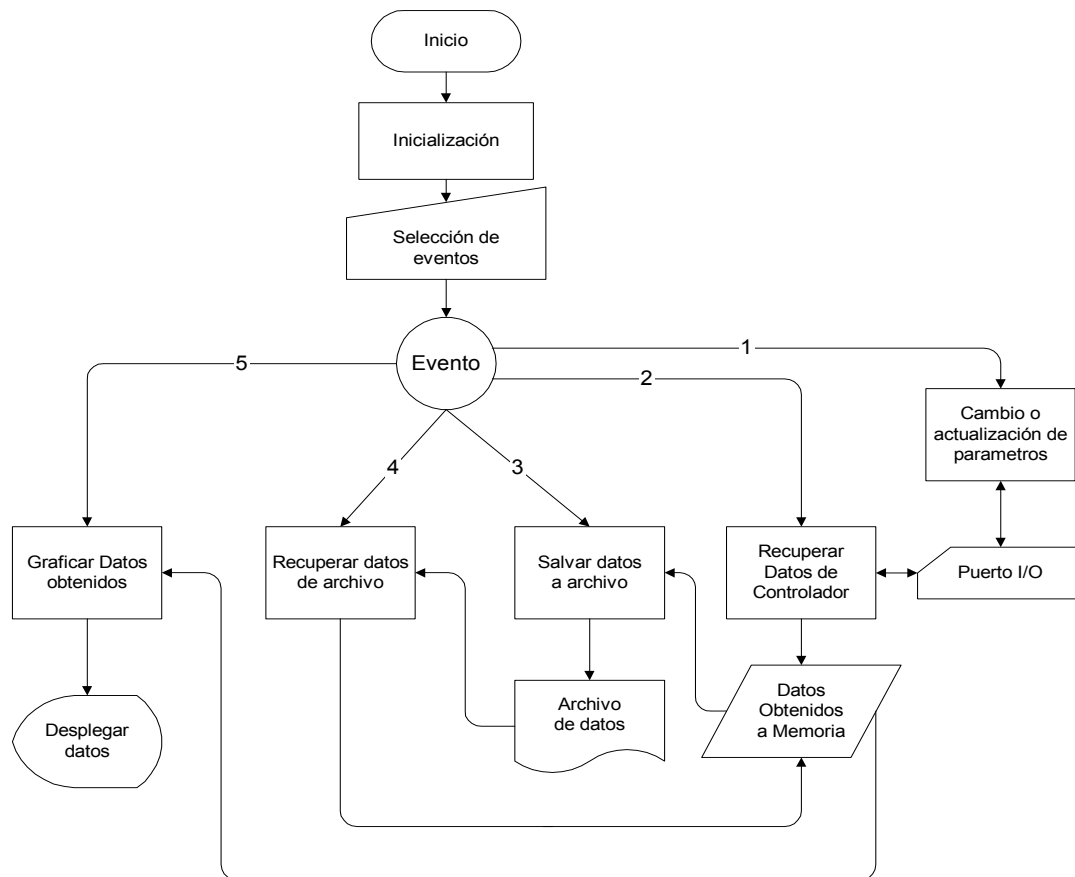 Inicio
Inicialización
Selección de
eventos
Evento
1
5
2
4
3
Cambio o
actualización de
parametros
Graficar Datos
obtenidos
Recuperar datos
de archivo
Salvar datos
a archivo
Recuperar
Datos de
Controlador
Puerto I/O
Desplegar
datos
Archivo
de datos
Datos
Obtenidos
a Memoria